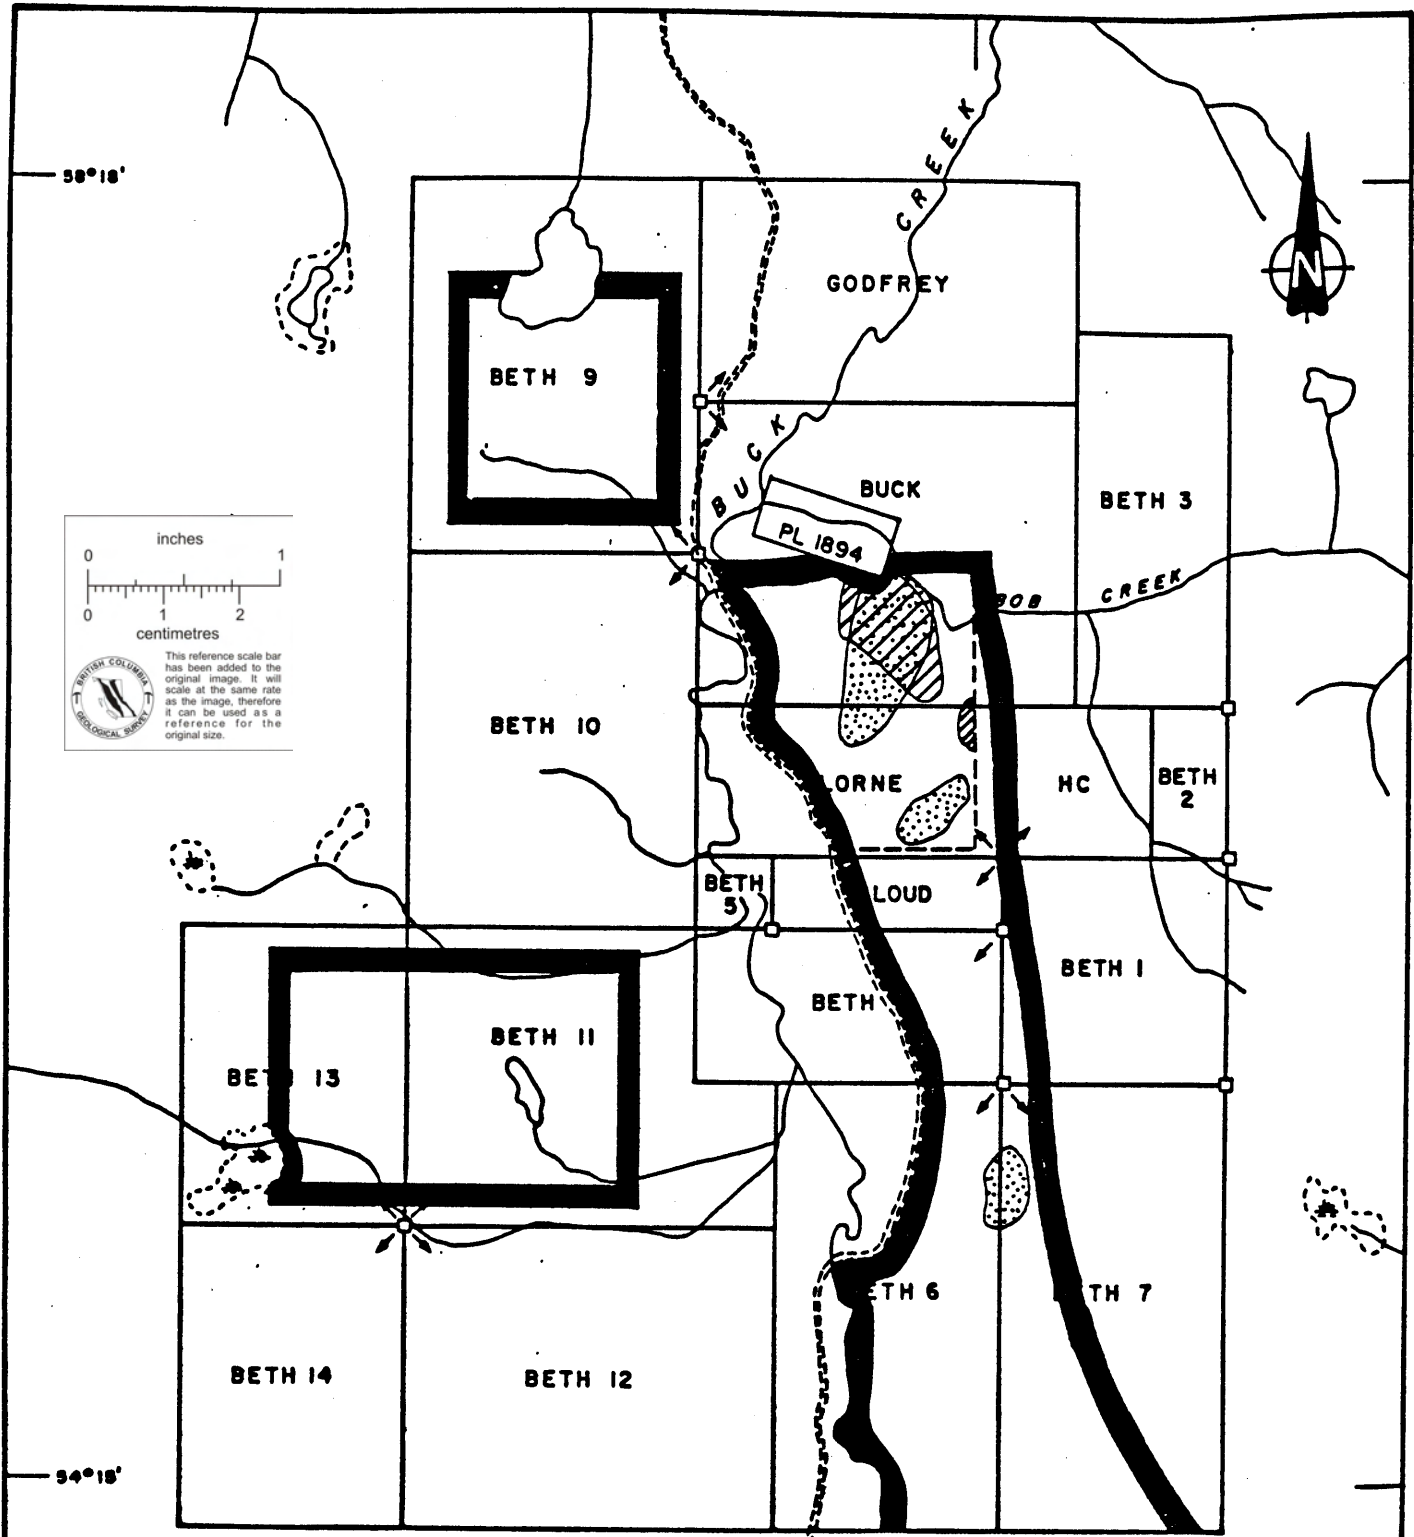 CREEK
58°18'
N
GODFREY
BETH 9
BUCK
BUCK
BETH 3
PL 1894
inches
0 1
0 1 2
centimetres
This reference scale bar
has been added to the
original image. It will
scale at the same rate
as the image, therefore
it can be used as a
reference for the
original size.
BRITISH COLUMBIA
GEOLOGICAL SURVEY
BOB CREEK
BETH 10
LORNE
HC
BETH
2
BETH
5
LOUD
BETH 1
BETH
BETH 11
BETH 13
ETH 6
TH 7
BETH 14
BETH 12
54°15'